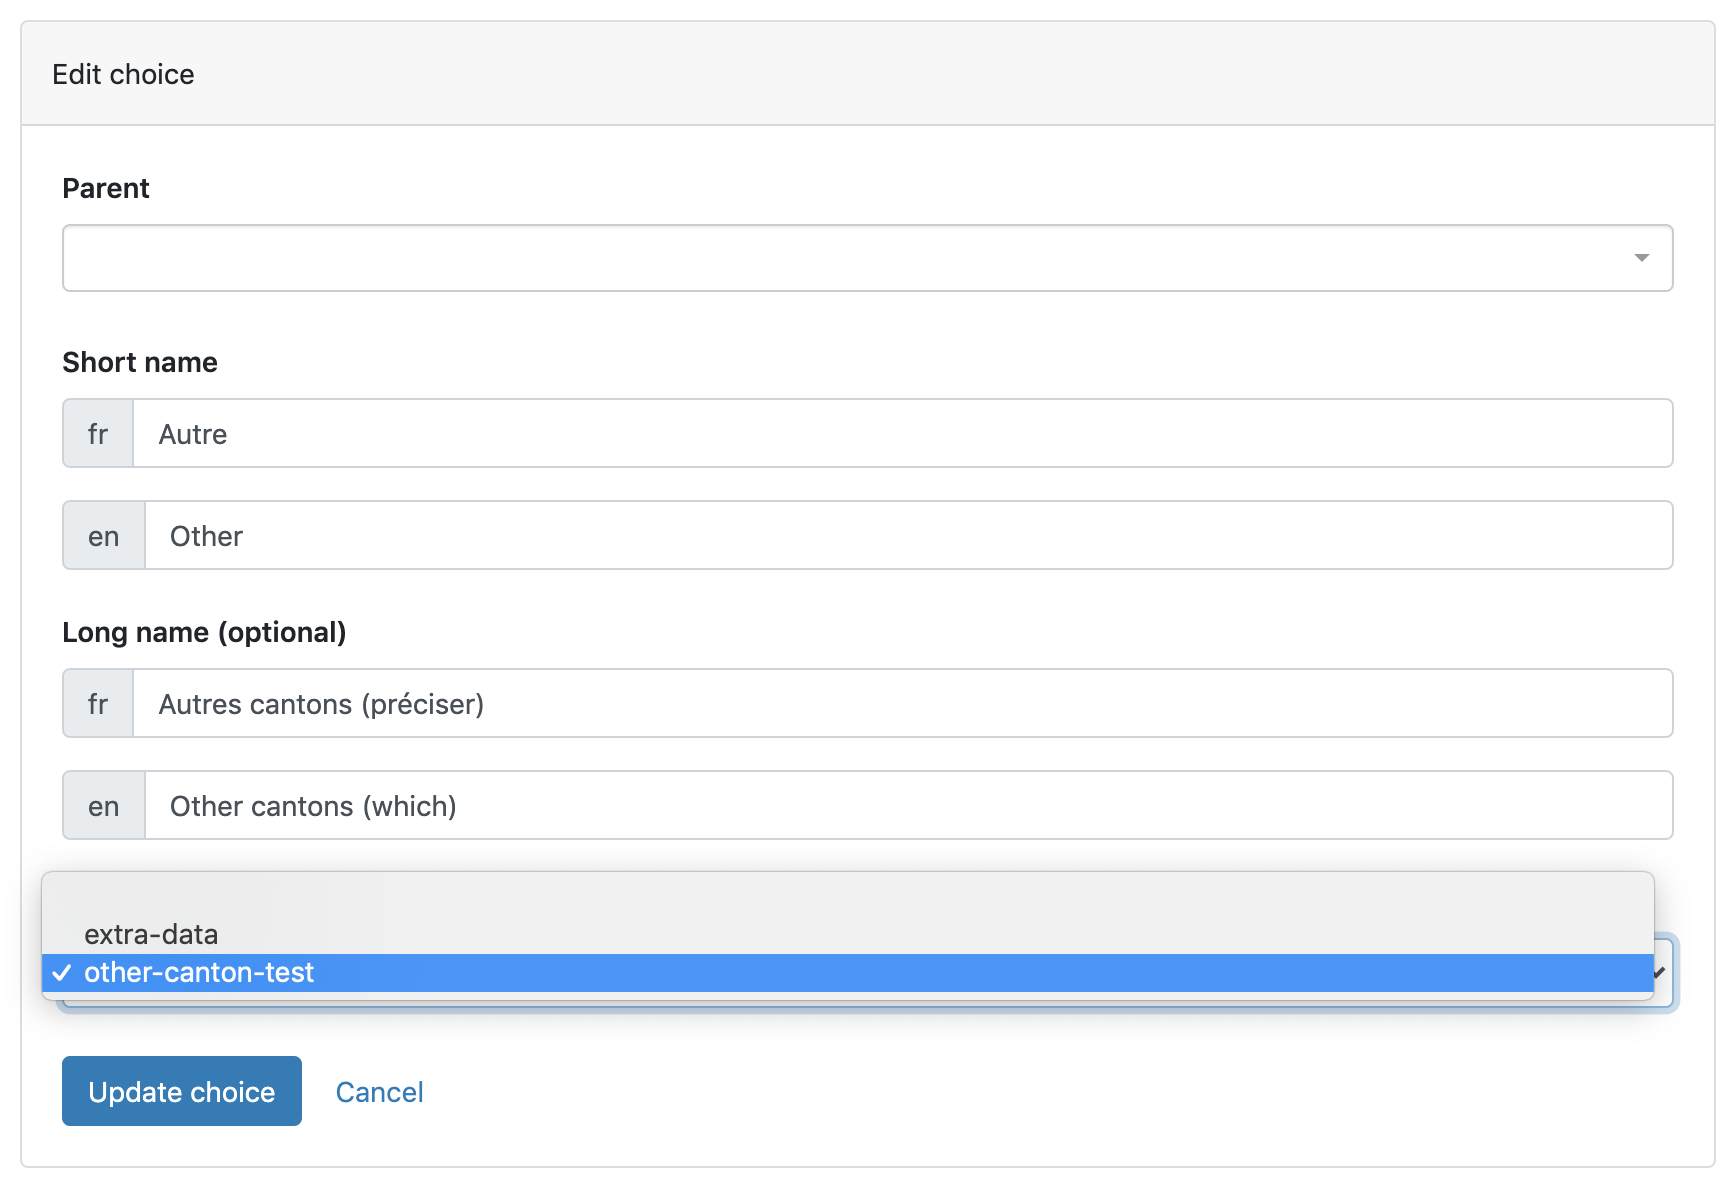 Edit choice
Parent
Short name
fr Autre
en Other
Long name (optional)
fr Autres cantons (préciser)
en Other cantons (which)
extra-data
other-canton-test
Update choice Cancel